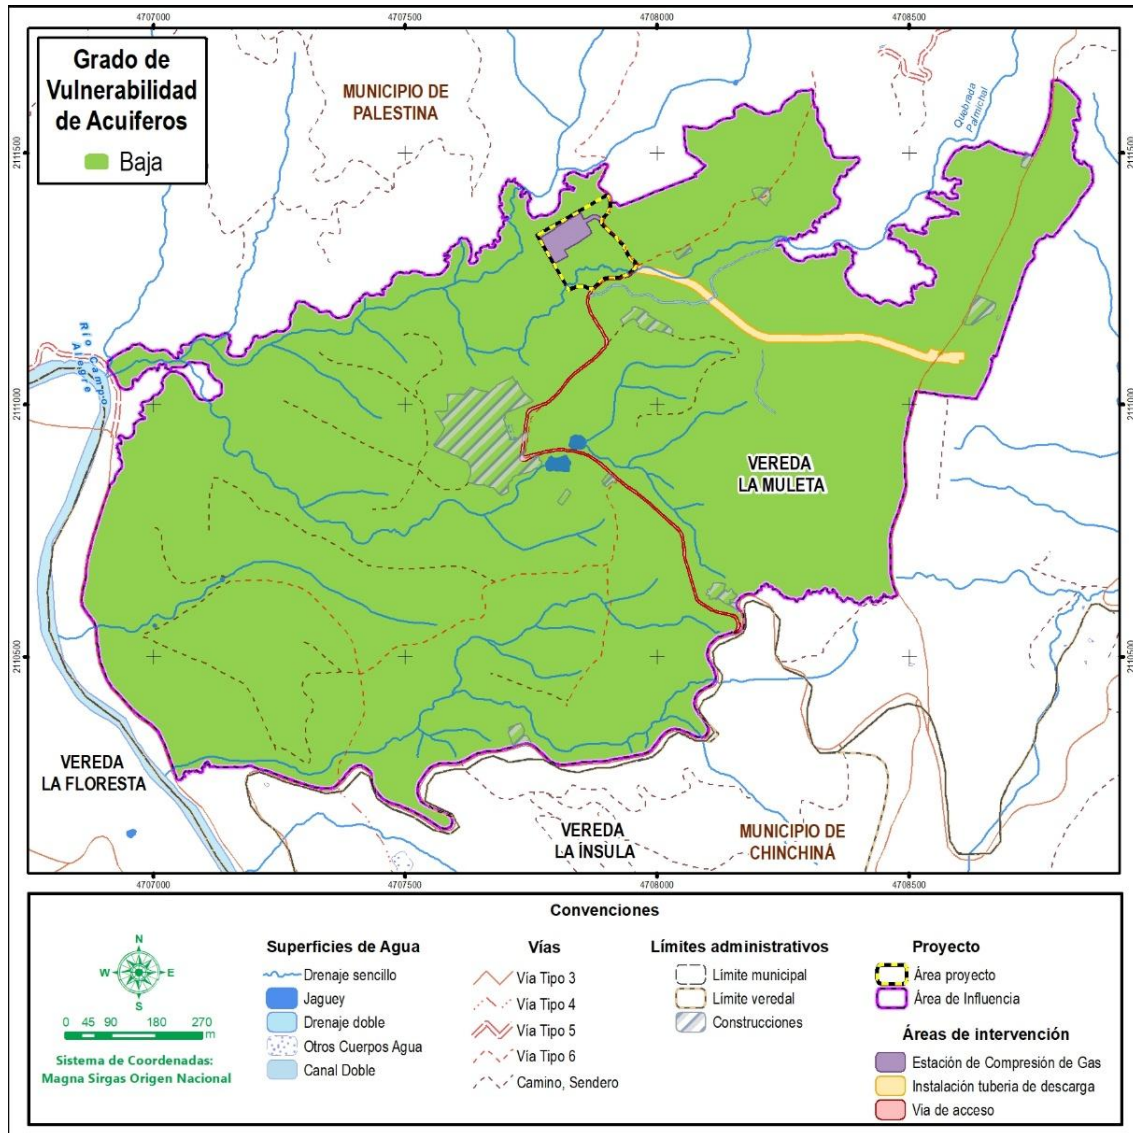 4707000
4707500
4708000
4708500
Grado de
Vulnerabilidad
de Acuiferos
Baja
MUNICIPIO DE
PALESTINA
Quebrada
Palmichal
2111500
2111500
Río Campo
Alegre
2111000
2111000
VEREDA
LA MULETA
2110500
2110500
VEREDA
LA FLORESTA
VEREDA
LA ÍNSULA
MUNICIPIO DE
CHINCHINÁ
4707000
4707500
4708000
4708500
Convenciones
N
W
E
S
0 45 90 180 270
m
Sistema de Coordenadas:
Magna Sirgas Origen Nacional
Superficies de Agua
Drenaje sencillo
Jaguey
Drenaje doble
Otros Cuerpos Agua
Canal Doble
Vías
Vía Tipo 3
Vía Tipo 4
Vía Tipo 5
Vía Tipo 6
Camino, Sendero
Límites administrativos
Límite municipal
Límite veredal
Construcciones
Proyecto
Área proyecto
Área de Influencia
Áreas de intervención
Estación de Compresión de Gas
Instalación tuberia de descarga
Via de acceso